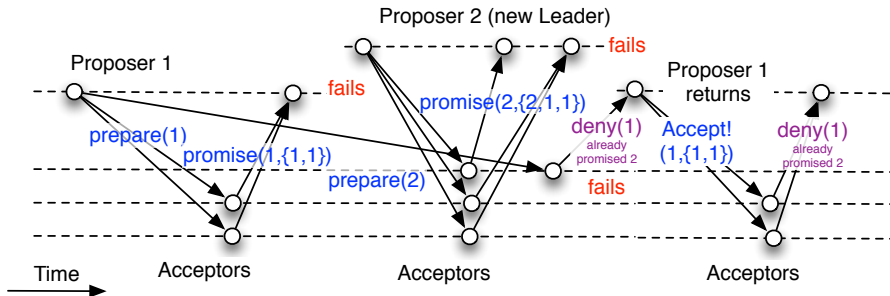 Proposer 2 (new Leader)
Proposer 1
fails
fails
Proposer 1
returns
prepare(1)
promise(1,{1,1})
promise(2,{2,1,1})
deny(1)
already
promised 2
Accept!
(1,{1,1})
deny(1)
already
promised 2
prepare(2)
fails
Time
Acceptors
Acceptors
Acceptors